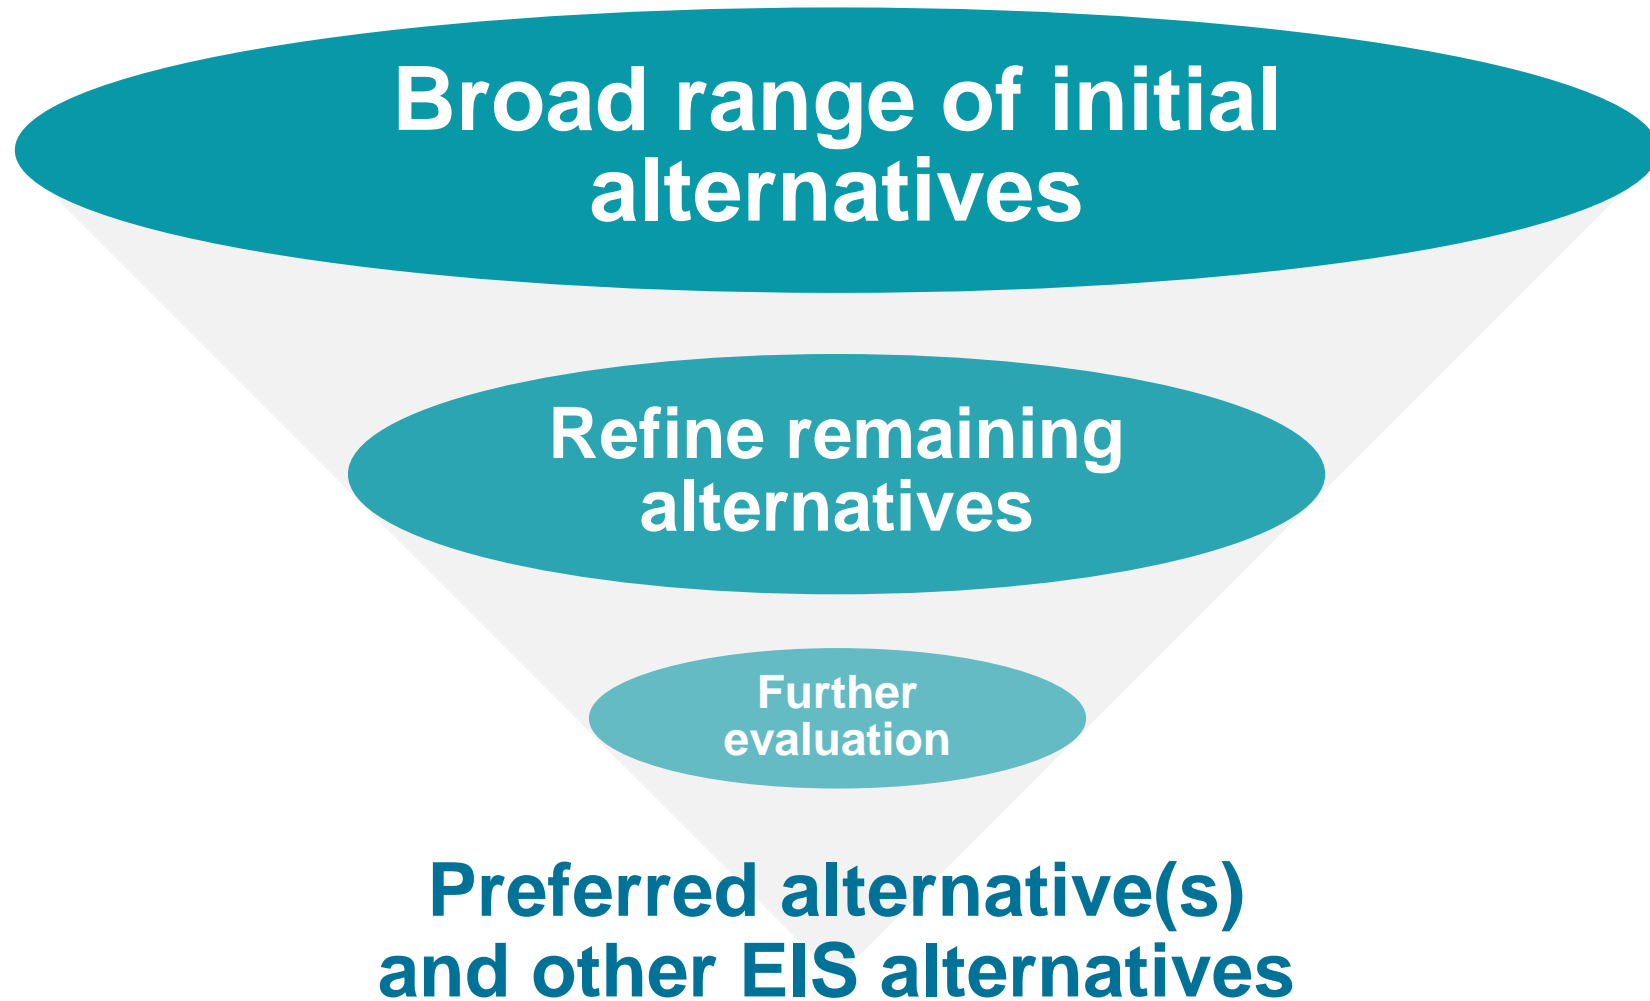 Broad range of initial
alternatives
Refine remaining
alternatives
Further
evaluation
Preferred alternative(s)
and other EIS alternatives